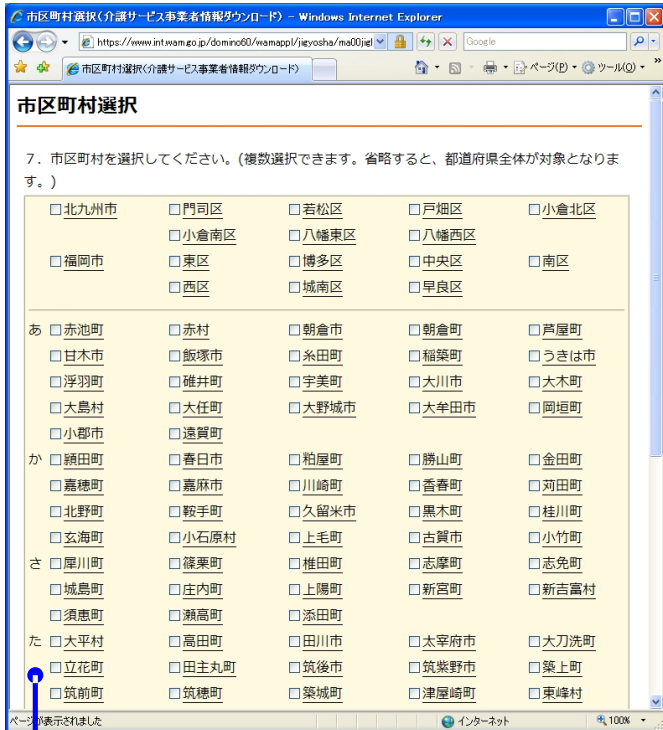 市区町村選択(介護サービス事業者情報ダウンロード) - Windows Internet Explorer
https://www.int.wam.go.jp/domino60/wamappl/jigyosha/ma00jigl
Google
市区町村選択(介護サービス事業者情報ダウンロード)
ページ(P) ツール(O) »
市区町村選択
7. 市区町村を選択してください。(複数選択できます。省略すると、都道府県全体が対象となりま
す。)
北九州市 門司区 若松区 戸畑区 小倉北区
小倉南区 八幡東区 八幡西区
福岡市 東区 博多区 中央区 南区
西区 城南区 早良区
あ 赤池町 赤村 朝倉市 朝倉町 芦屋町
甘木市 飯塚市 糸田町 稲築町 うきは市
浮羽町 碓井町 宇美町 大川市 大木町
大島村 大任町 大野城市 大牟田市 岡垣町
小郡市 遠賀町
か 頴田町 春日市 粕屋町 勝山町 金田町
嘉穂町 嘉麻市 川崎町 香春町 苅田町
北野町 鞍手町 久留米市 黒木町 桂川町
玄海町 小石原村 上毛町 古賀市 小竹町
さ 犀川町 篠栗町 椎田町 志摩町 志免町
城島町 庄内町 上陽町 新宮町 新吉富村
須恵町 瀬高町 添田町
た 大平村 高田町 田川市 太宰府市 大刀洗町
立花町 田主丸町 筑後市 筑紫野市 築上町
筑前町 筑穂町 築城町 津屋崎町 東峰村
ページが表示されました インターネット 100%